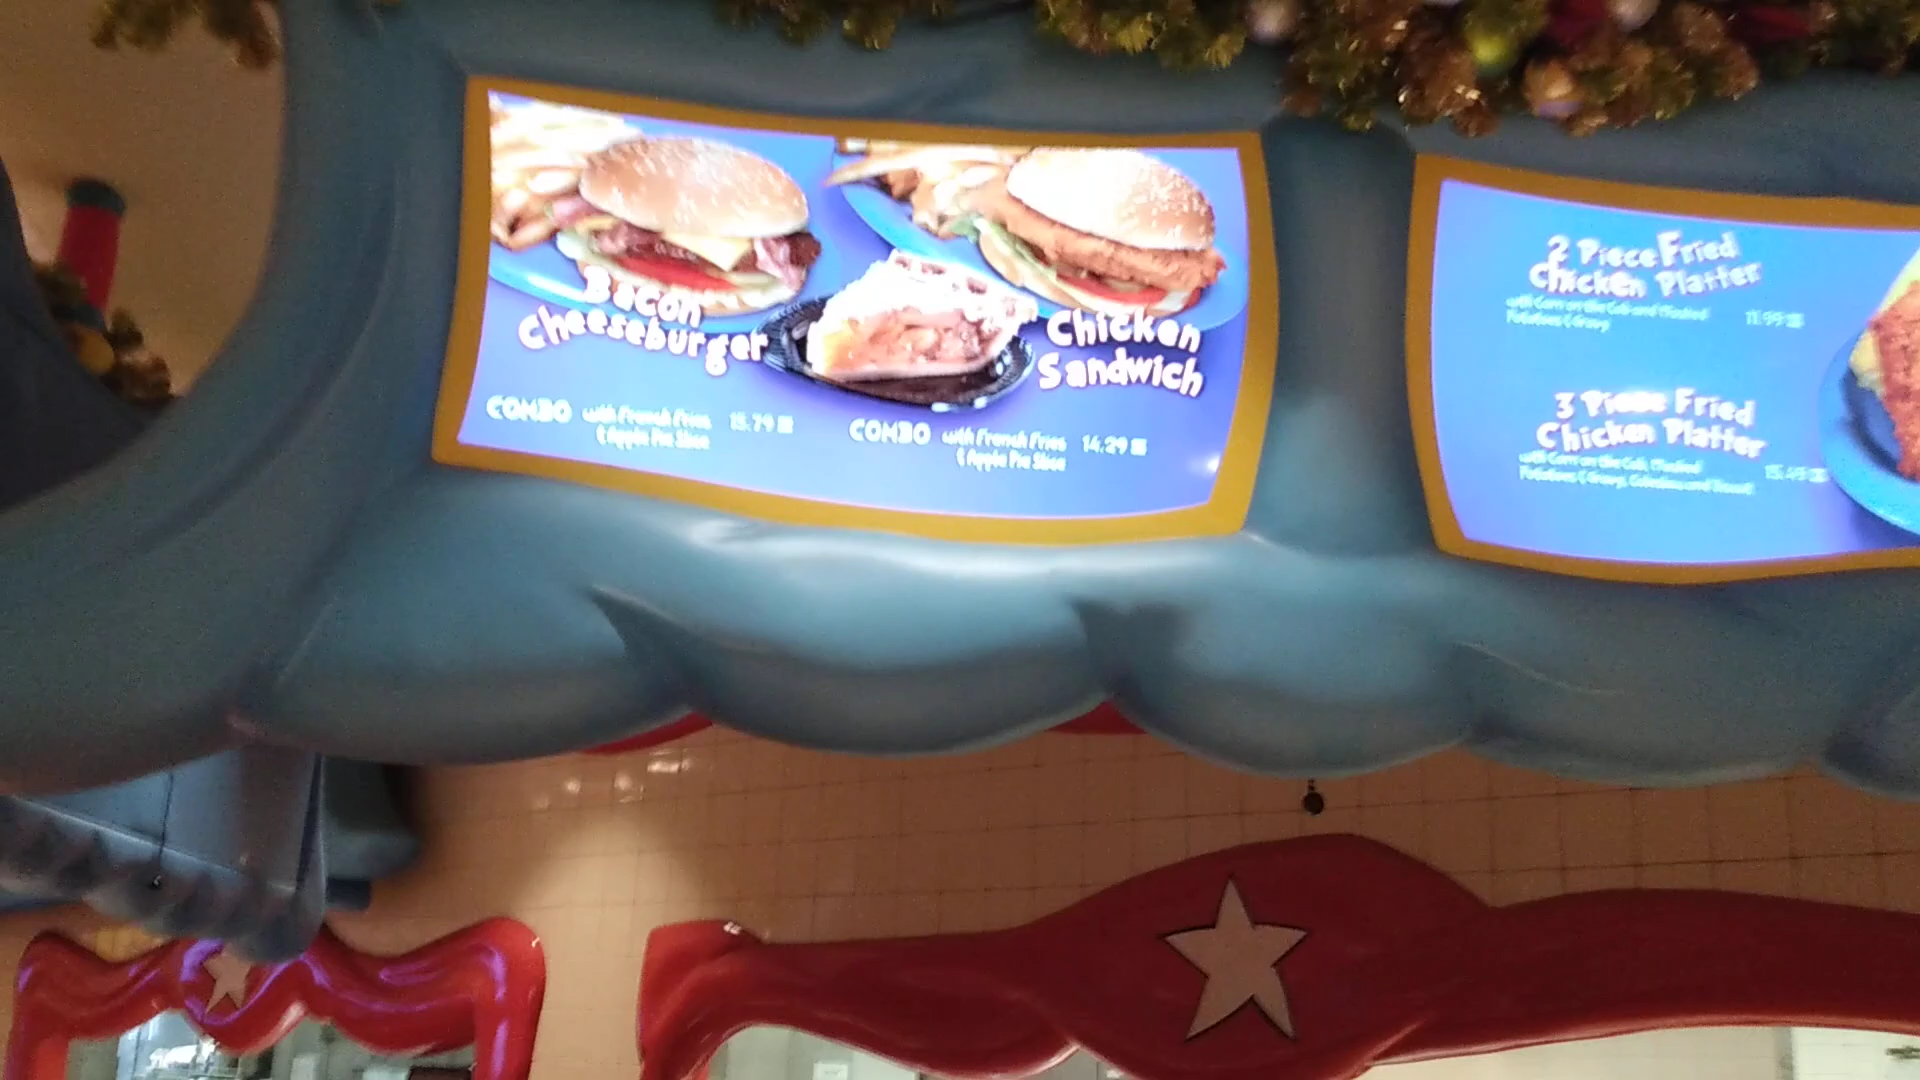 Bacon
Cheeseburger
COMBO with French Fries 15.79
& Apple Pie Slice
Chicken
Sandwich
COMBO with French Fries 14.29
& Apple Pie Slice
2 Piece Fried
Chicken Platter
with Corn on the Cob and Mashed
Potatoes & Gravy
11.99
3 Piece Fried
Chicken Platter
with Corn on the Cob, Mashed
Potatoes & Gravy, Coleslaw and Biscuit
15.49